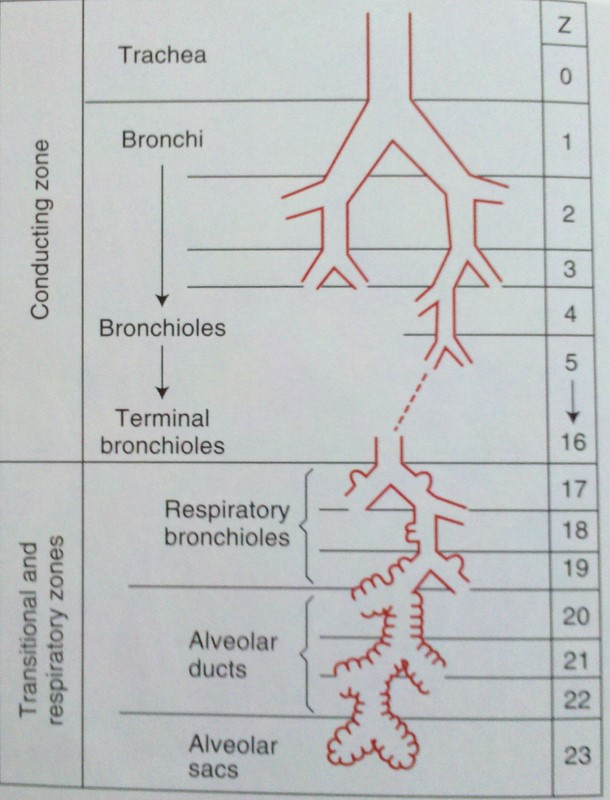 Z
Trachea
0
Conducting zone
Bronchi
1
2
3
Bronchioles
4
5
Terminal
bronchioles
16
Transitional and
respiratory zones
Respiratory
bronchioles
17
18
19
Alveolar
ducts
20
21
22
Alveolar
sacs
23